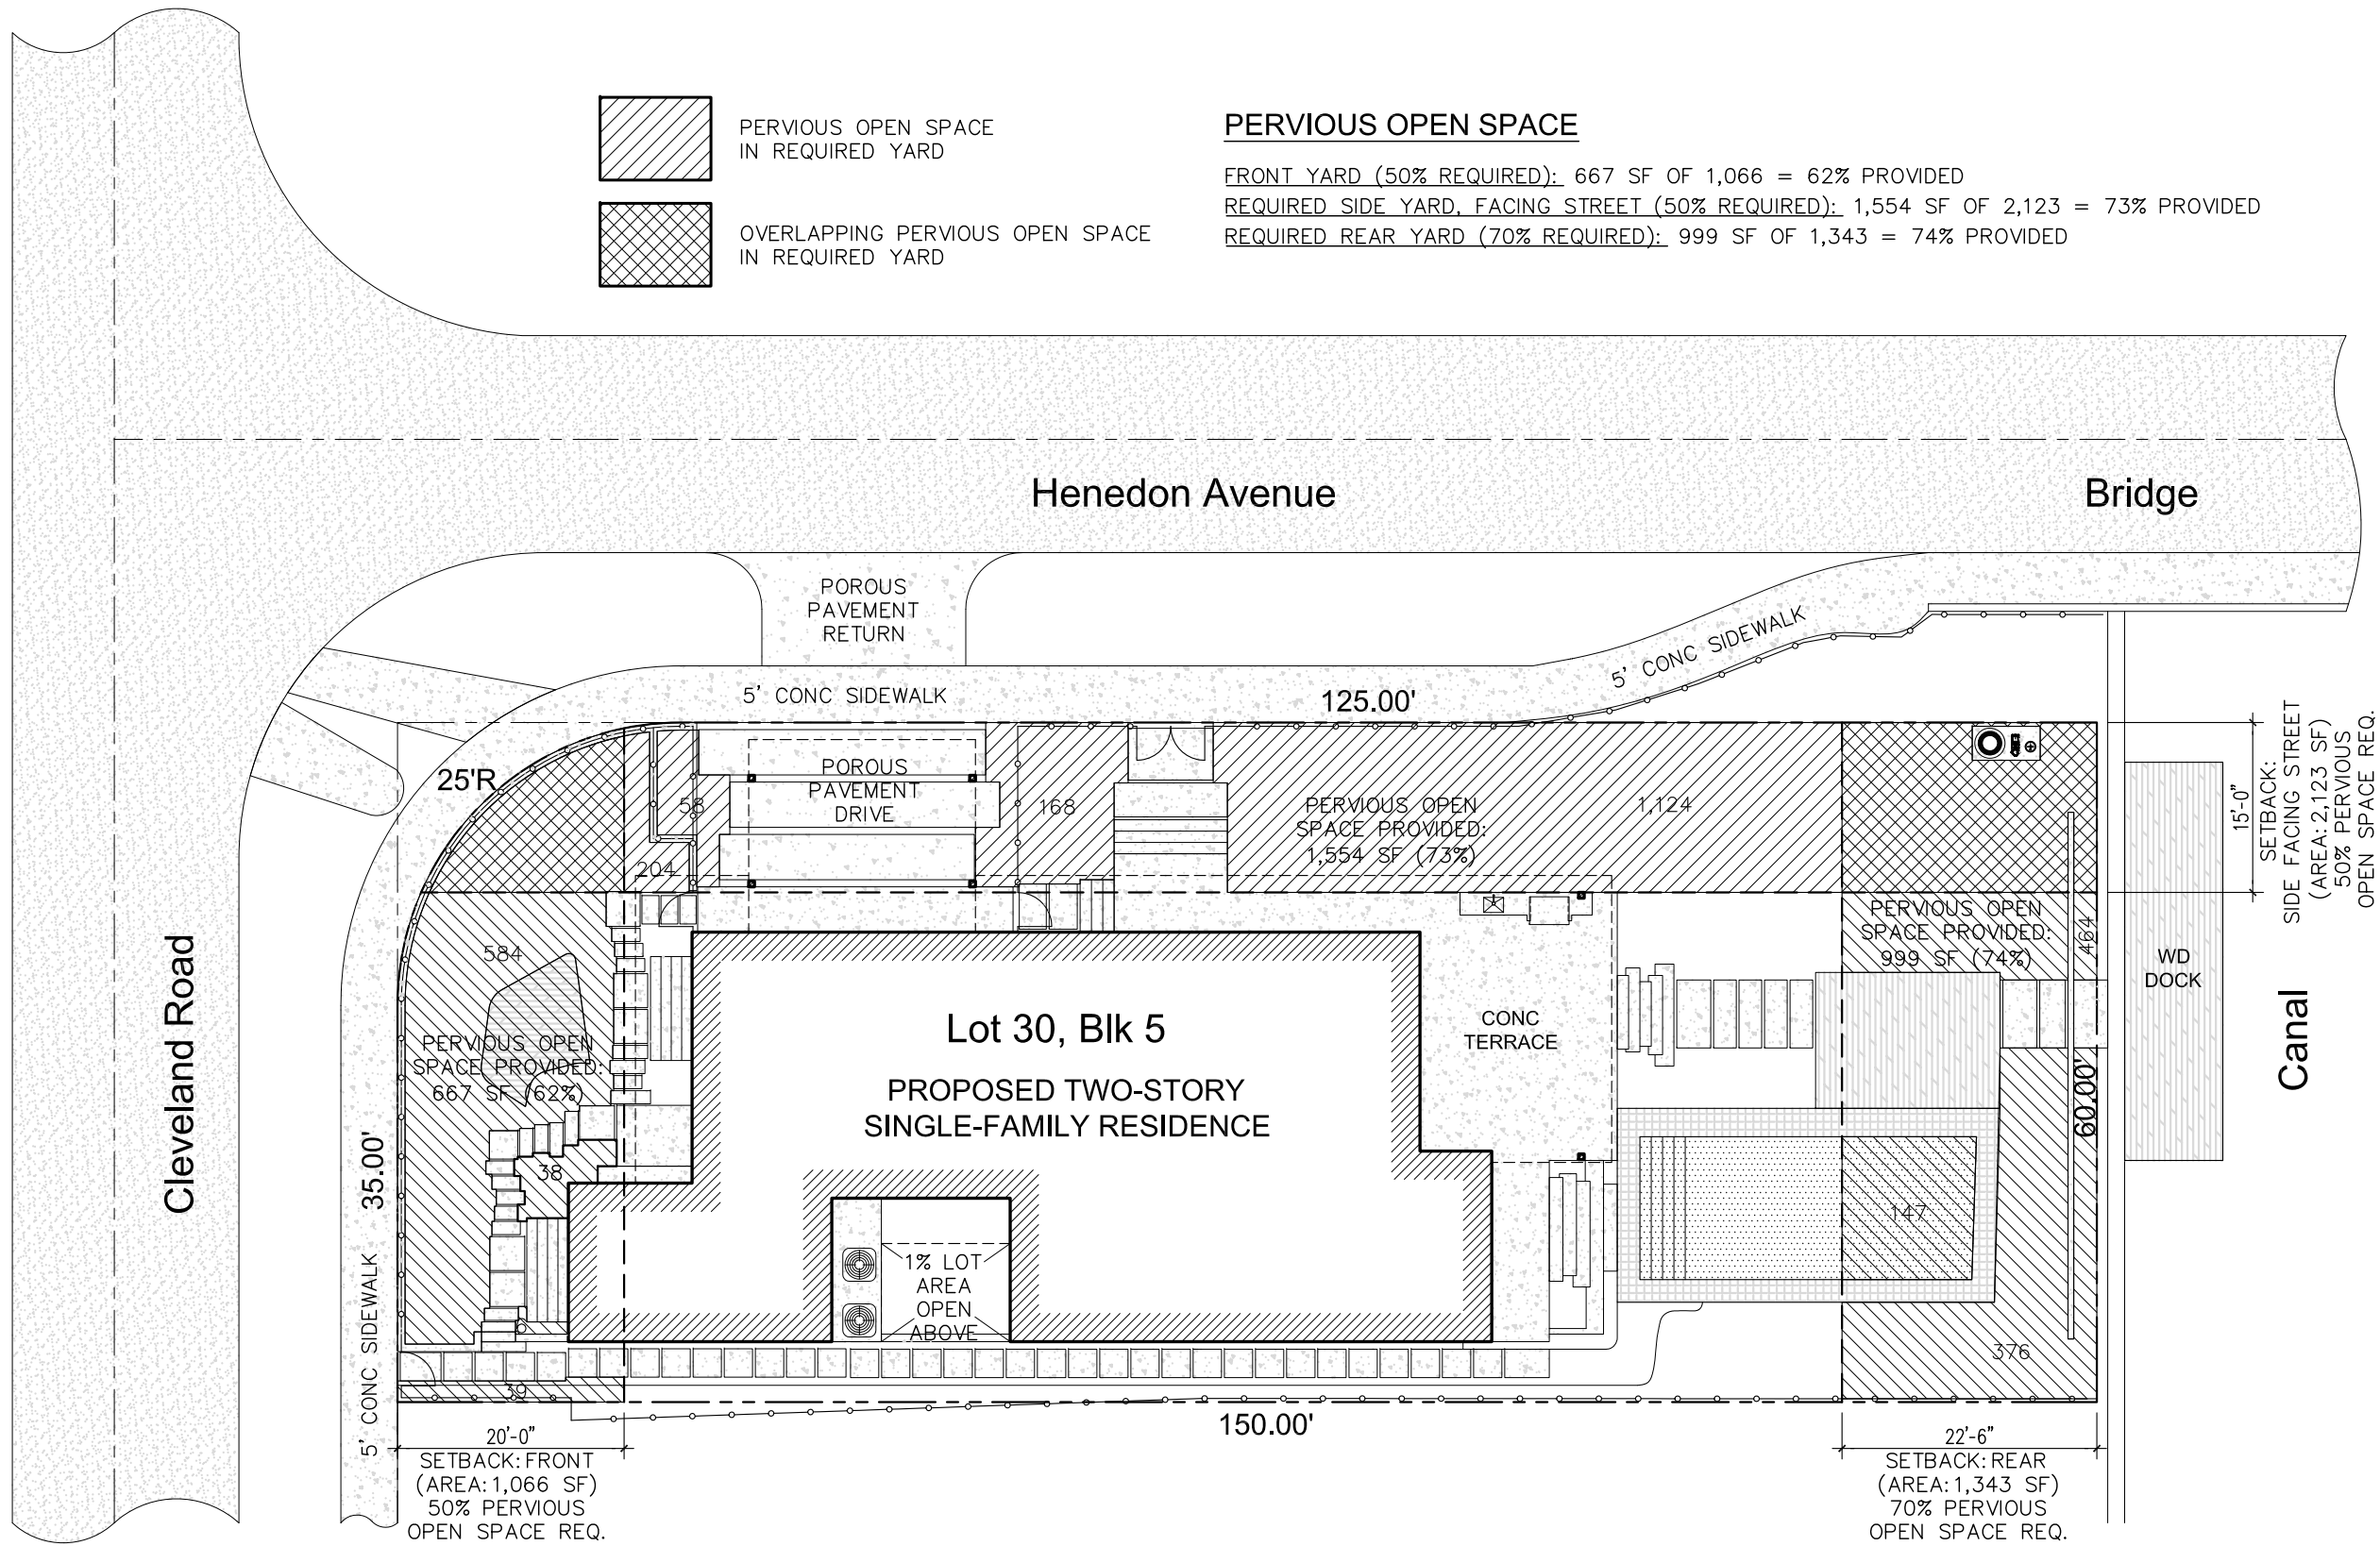 PERVIOUS OPEN SPACE
IN REQUIRED YARD
OVERLAPPING PERVIOUS OPEN SPACE
IN REQUIRED YARD
PERVIOUS OPEN SPACE
FRONT YARD (50% REQUIRED): 667 SF OF 1,066 = 62% PROVIDED
REQUIRED SIDE YARD, FACING STREET (50% REQUIRED): 1,554 SF OF 2,123 = 73% PROVIDED
REQUIRED REAR YARD (70% REQUIRED): 999 SF OF 1,343 = 74% PROVIDED
Henedon Avenue
Bridge
POROUS
PAVEMENT
RETURN
5' CONC SIDEWALK
125.00'
5' CONC SIDEWALK
25'R
POROUS
PAVEMENT
DRIVE
58
204
168
PERVIOUS OPEN
SPACE PROVIDED:
1,554 SF (73%)
1,124
15'-0"
SETBACK:
SIDE FACING STREET
(AREA: 2,123 SF)
50% PERVIOUS
OPEN SPACE REQ.
584
PERVIOUS OPEN
SPACE PROVIDED:
667 SF (62%)
38
Lot 30, Blk 5
PROPOSED TWO-STORY
SINGLE-FAMILY RESIDENCE
CONC
TERRACE
PERVIOUS OPEN
SPACE PROVIDED:
999 SF (74%)
464
WD
DOCK
Canal
60.00'
147
376
Cleveland Road
35.00'
5' CONC SIDEWALK
1% LOT
AREA
OPEN
ABOVE
39
150.00'
20'-0"
SETBACK: FRONT
(AREA: 1,066 SF)
50% PERVIOUS
OPEN SPACE REQ.
22'-6"
SETBACK: REAR
(AREA: 1,343 SF)
70% PERVIOUS
OPEN SPACE REQ.